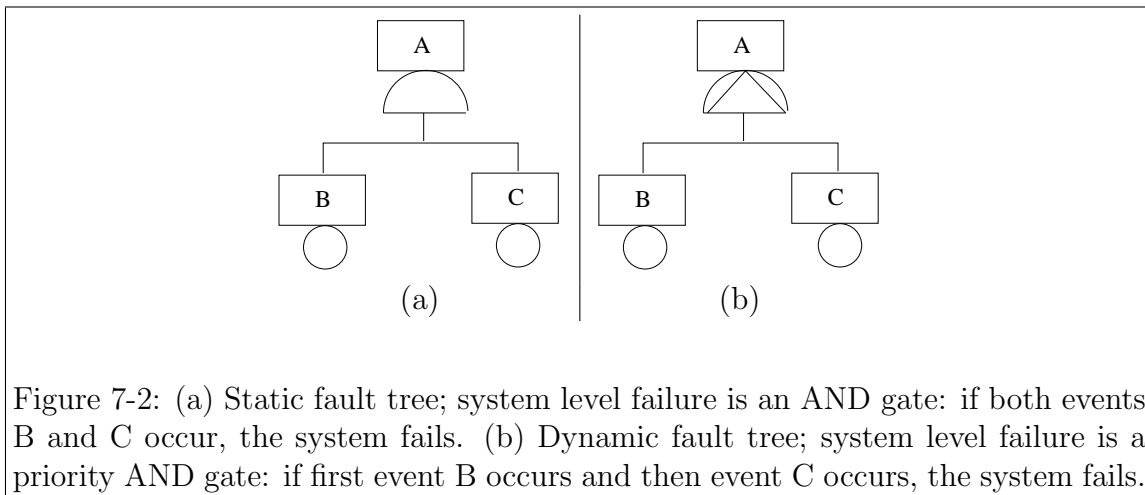 A
A
B
C
B
C
(a)
(b)
Figure 7-2: (a) Static fault tree; system level failure is an AND gate: if both events
B and C occur, the system fails. (b) Dynamic fault tree; system level failure is a
priority AND gate: if first event B occurs and then event C occurs, the system fails.